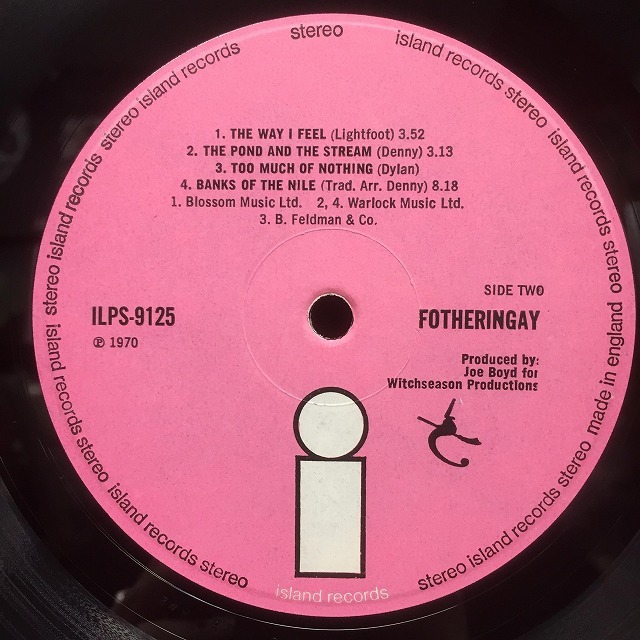 stereo
island records stereo
1. THE WAY I FEEL (Lightfoot) 3.52
2. THE POND AND THE STREAM (Denny) 3.13
3. TOO MUCH OF NOTHING (Dylan)
4. BANKS OF THE NILE (Trad. Arr. Denny) 8.18
1. Blossom Music Ltd. 2, 4. Warlock Music Ltd.
3. B. Feldman & Co.
SIDE TWO
ILPS-9125
FOTHERINGAY
℗ 1970
Produced by:
Joe Boyd for
Witchseason Productions
i
island records
island records stereo
made in england
stereo island records stereo
island records stereo
island records stereo
stereo island records
stereo island records